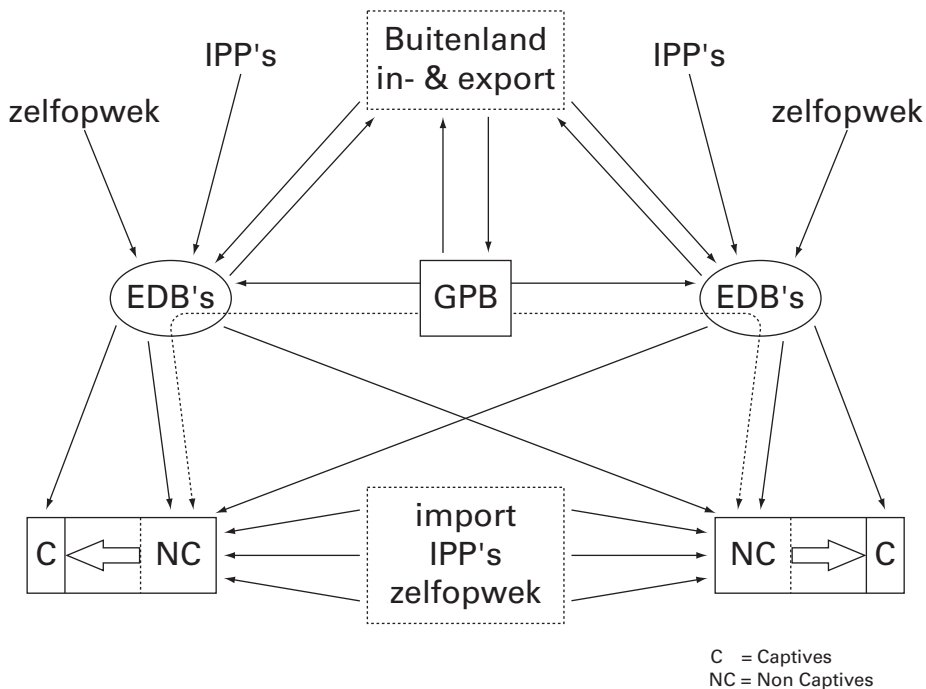 Buitenland
in- & export
IPP's
IPP's
zelfopwek
zelfopwek
EDB's
GPB
EDB's
C
NC
import
IPP's
zelfopwek
NC
C
C = Captives
NC = Non Captives